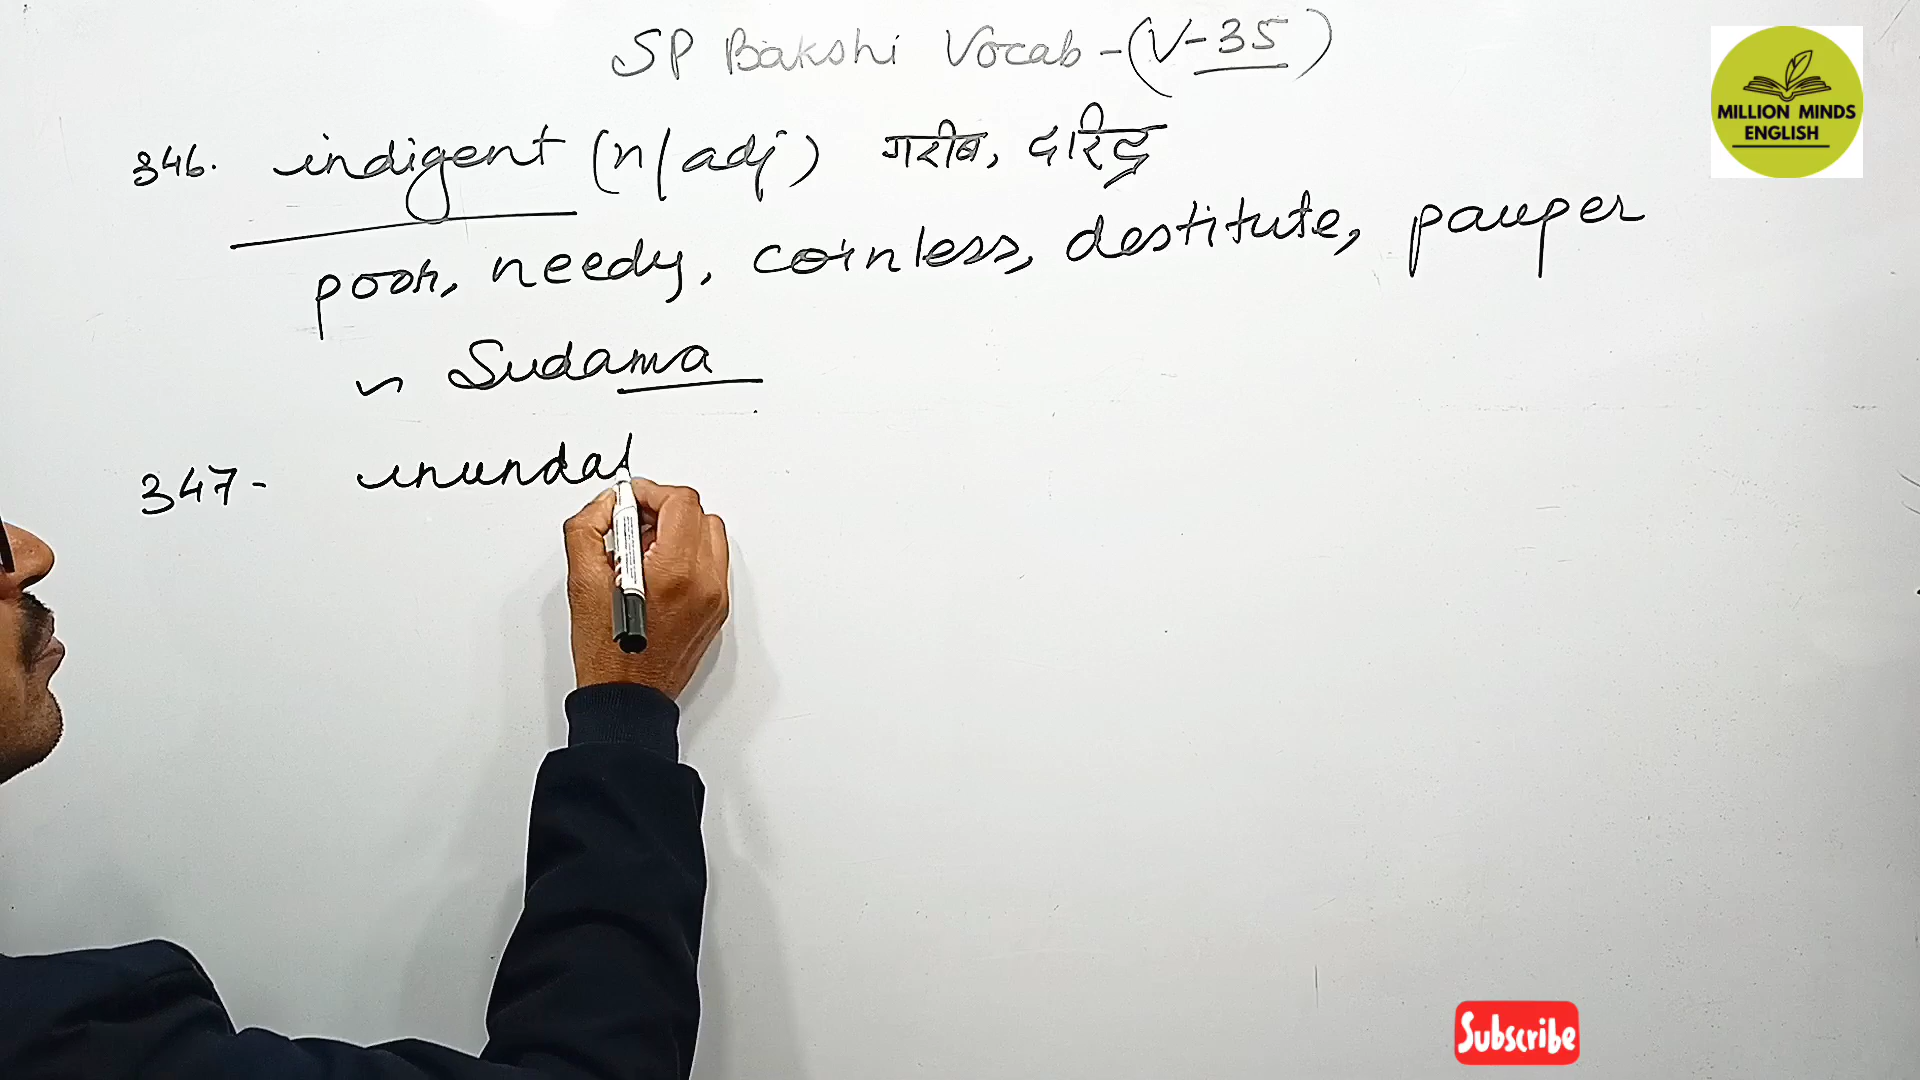 SP Bakshi Vocab - (V-35)
MILLION MINDS
ENGLISH
346. indigent (n/adj) गरीब, दरिद्र
poor, needy, coinless, destitute, pauper
Sudama
347- inundat
Subscribe